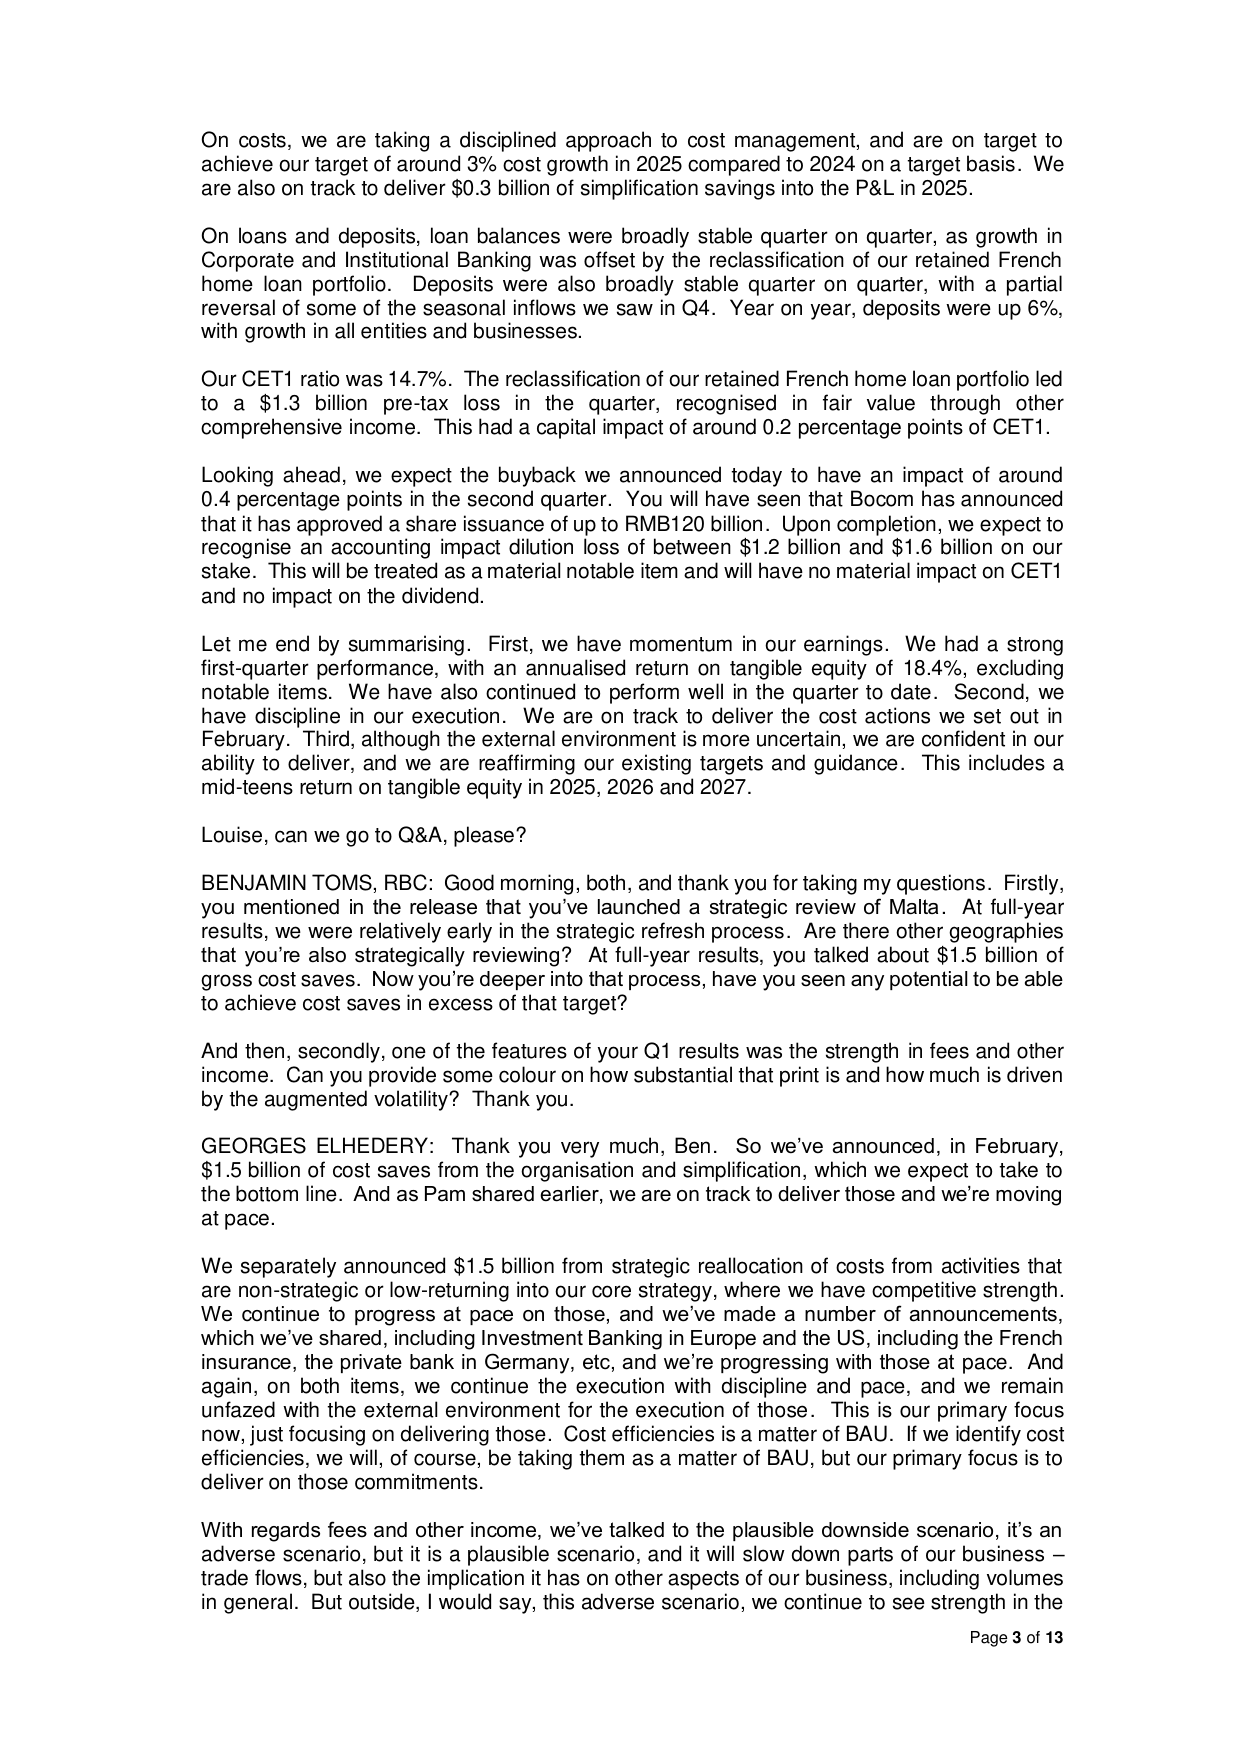 On costs, we are taking a disciplined approach to cost management, and are on target to
achieve our target of around 3% cost growth in 2025 compared to 2024 on a target basis. We
are also on track to deliver $0.3 billion of simplification savings into the P&L in 2025.
On loans and deposits, loan balances were broadly stable quarter on quarter, as growth in
Corporate and Institutional Banking was offset by the reclassification of our retained French
home loan portfolio. Deposits were also broadly stable quarter on quarter, with a partial
reversal of some of the seasonal inflows we saw in Q4. Year on year, deposits were up 6%,
with growth in all entities and businesses.
Our CET1 ratio was 14.7%. The reclassification of our retained French home loan portfolio led
to a $1.3 billion pre-tax loss in the quarter, recognised in fair value through other
comprehensive income. This had a capital impact of around 0.2 percentage points of CET1.
Looking ahead, we expect the buyback we announced today to have an impact of around
0.4 percentage points in the second quarter. You will have seen that Bocom has announced
that it has approved a share issuance of up to RMB120 billion. Upon completion, we expect to
recognise an accounting impact dilution loss of between $1.2 billion and $1.6 billion on our
stake. This will be treated as a material notable item and will have no material impact on CET1
and no impact on the dividend.
Let me end by summarising. First, we have momentum in our earnings. We had a strong
first-quarter performance, with an annualised return on tangible equity of 18.4%, excluding
notable items. We have also continued to perform well in the quarter to date. Second, we
have discipline in our execution. We are on track to deliver the cost actions we set out in
February. Third, although the external environment is more uncertain, we are confident in our
ability to deliver, and we are reaffirming our existing targets and guidance. This includes a
mid-teens return on tangible equity in 2025, 2026 and 2027.
Louise, can we go to Q&A, please?
BENJAMIN TOMS, RBC: Good morning, both, and thank you for taking my questions. Firstly,
you mentioned in the release that you've launched a strategic review of Malta. At full-year
results, we were relatively early in the strategic refresh process. Are there other geographies
that you're also strategically reviewing? At full-year results, you talked about $1.5 billion of
gross cost saves. Now you're deeper into that process, have you seen any potential to be able
to achieve cost saves in excess of that target?
And then, secondly, one of the features of your Q1 results was the strength in fees and other
income. Can you provide some colour on how substantial that print is and how much is driven
by the augmented volatility? Thank you.
GEORGES ELHEDERY: Thank you very much, Ben. So we've announced, in February,
$1.5 billion of cost saves from the organisation and simplification, which we expect to take to
the bottom line. And as Pam shared earlier, we are on track to deliver those and we're moving
at pace.
We separately announced $1.5 billion from strategic reallocation of costs from activities that
are non-strategic or low-returning into our core strategy, where we have competitive strength.
We continue to progress at pace on those, and we've made a number of announcements,
which we've shared, including Investment Banking in Europe and the US, including the French
insurance, the private bank in Germany, etc, and we're progressing with those at pace. And
again, on both items, we continue the execution with discipline and pace, and we remain
unfazed with the external environment for the execution of those. This is our primary focus
now, just focusing on delivering those. Cost efficiencies is a matter of BAU. If we identify cost
efficiencies, we will, of course, be taking them as a matter of BAU, but our primary focus is to
deliver on those commitments.
With regards fees and other income, we've talked to the plausible downside scenario, it's an
adverse scenario, but it is a plausible scenario, and it will slow down parts of our business –
trade flows, but also the implication it has on other aspects of our business, including volumes
in general. But outside, I would say, this adverse scenario, we continue to see strength in the
Page 3 of 13